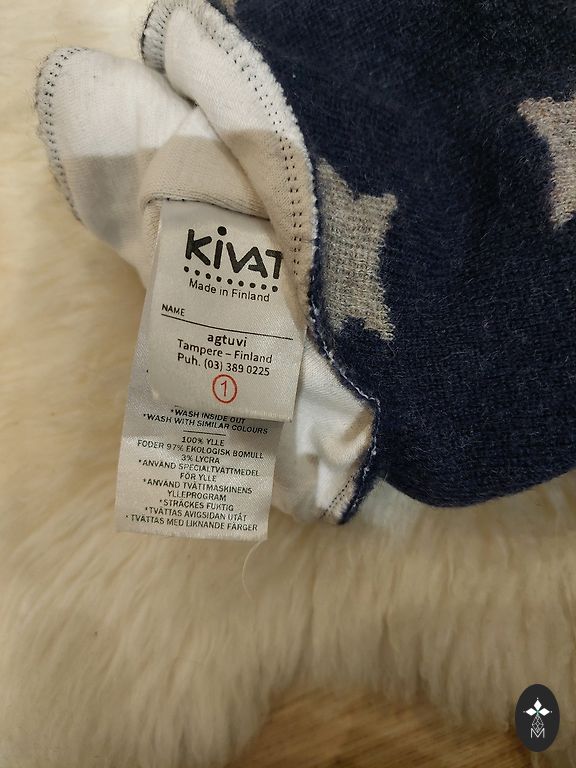 KIVAT
Made in Finland
NAME
agtuvi
Tampere – Finland
Puh. (03) 389 0225
1
*WASH INSIDE OUT
*WASH WITH SIMILAR COLOURS
100% YLLE
FODER 97% EKOLOGISK BOMULL
3% LYCRA
*ANVÄND SPECIALTVÄTTMEDEL
FÖR YLLE
*ANVÄND TVÄTTMASKINENS
YLLEPROGRAM
*STRÄCKES FUKTIG
*TVÄTTAS AVIGSIDAN UTÅT
*TVÄTTAS MED LIKNANDE FÄRGER
M